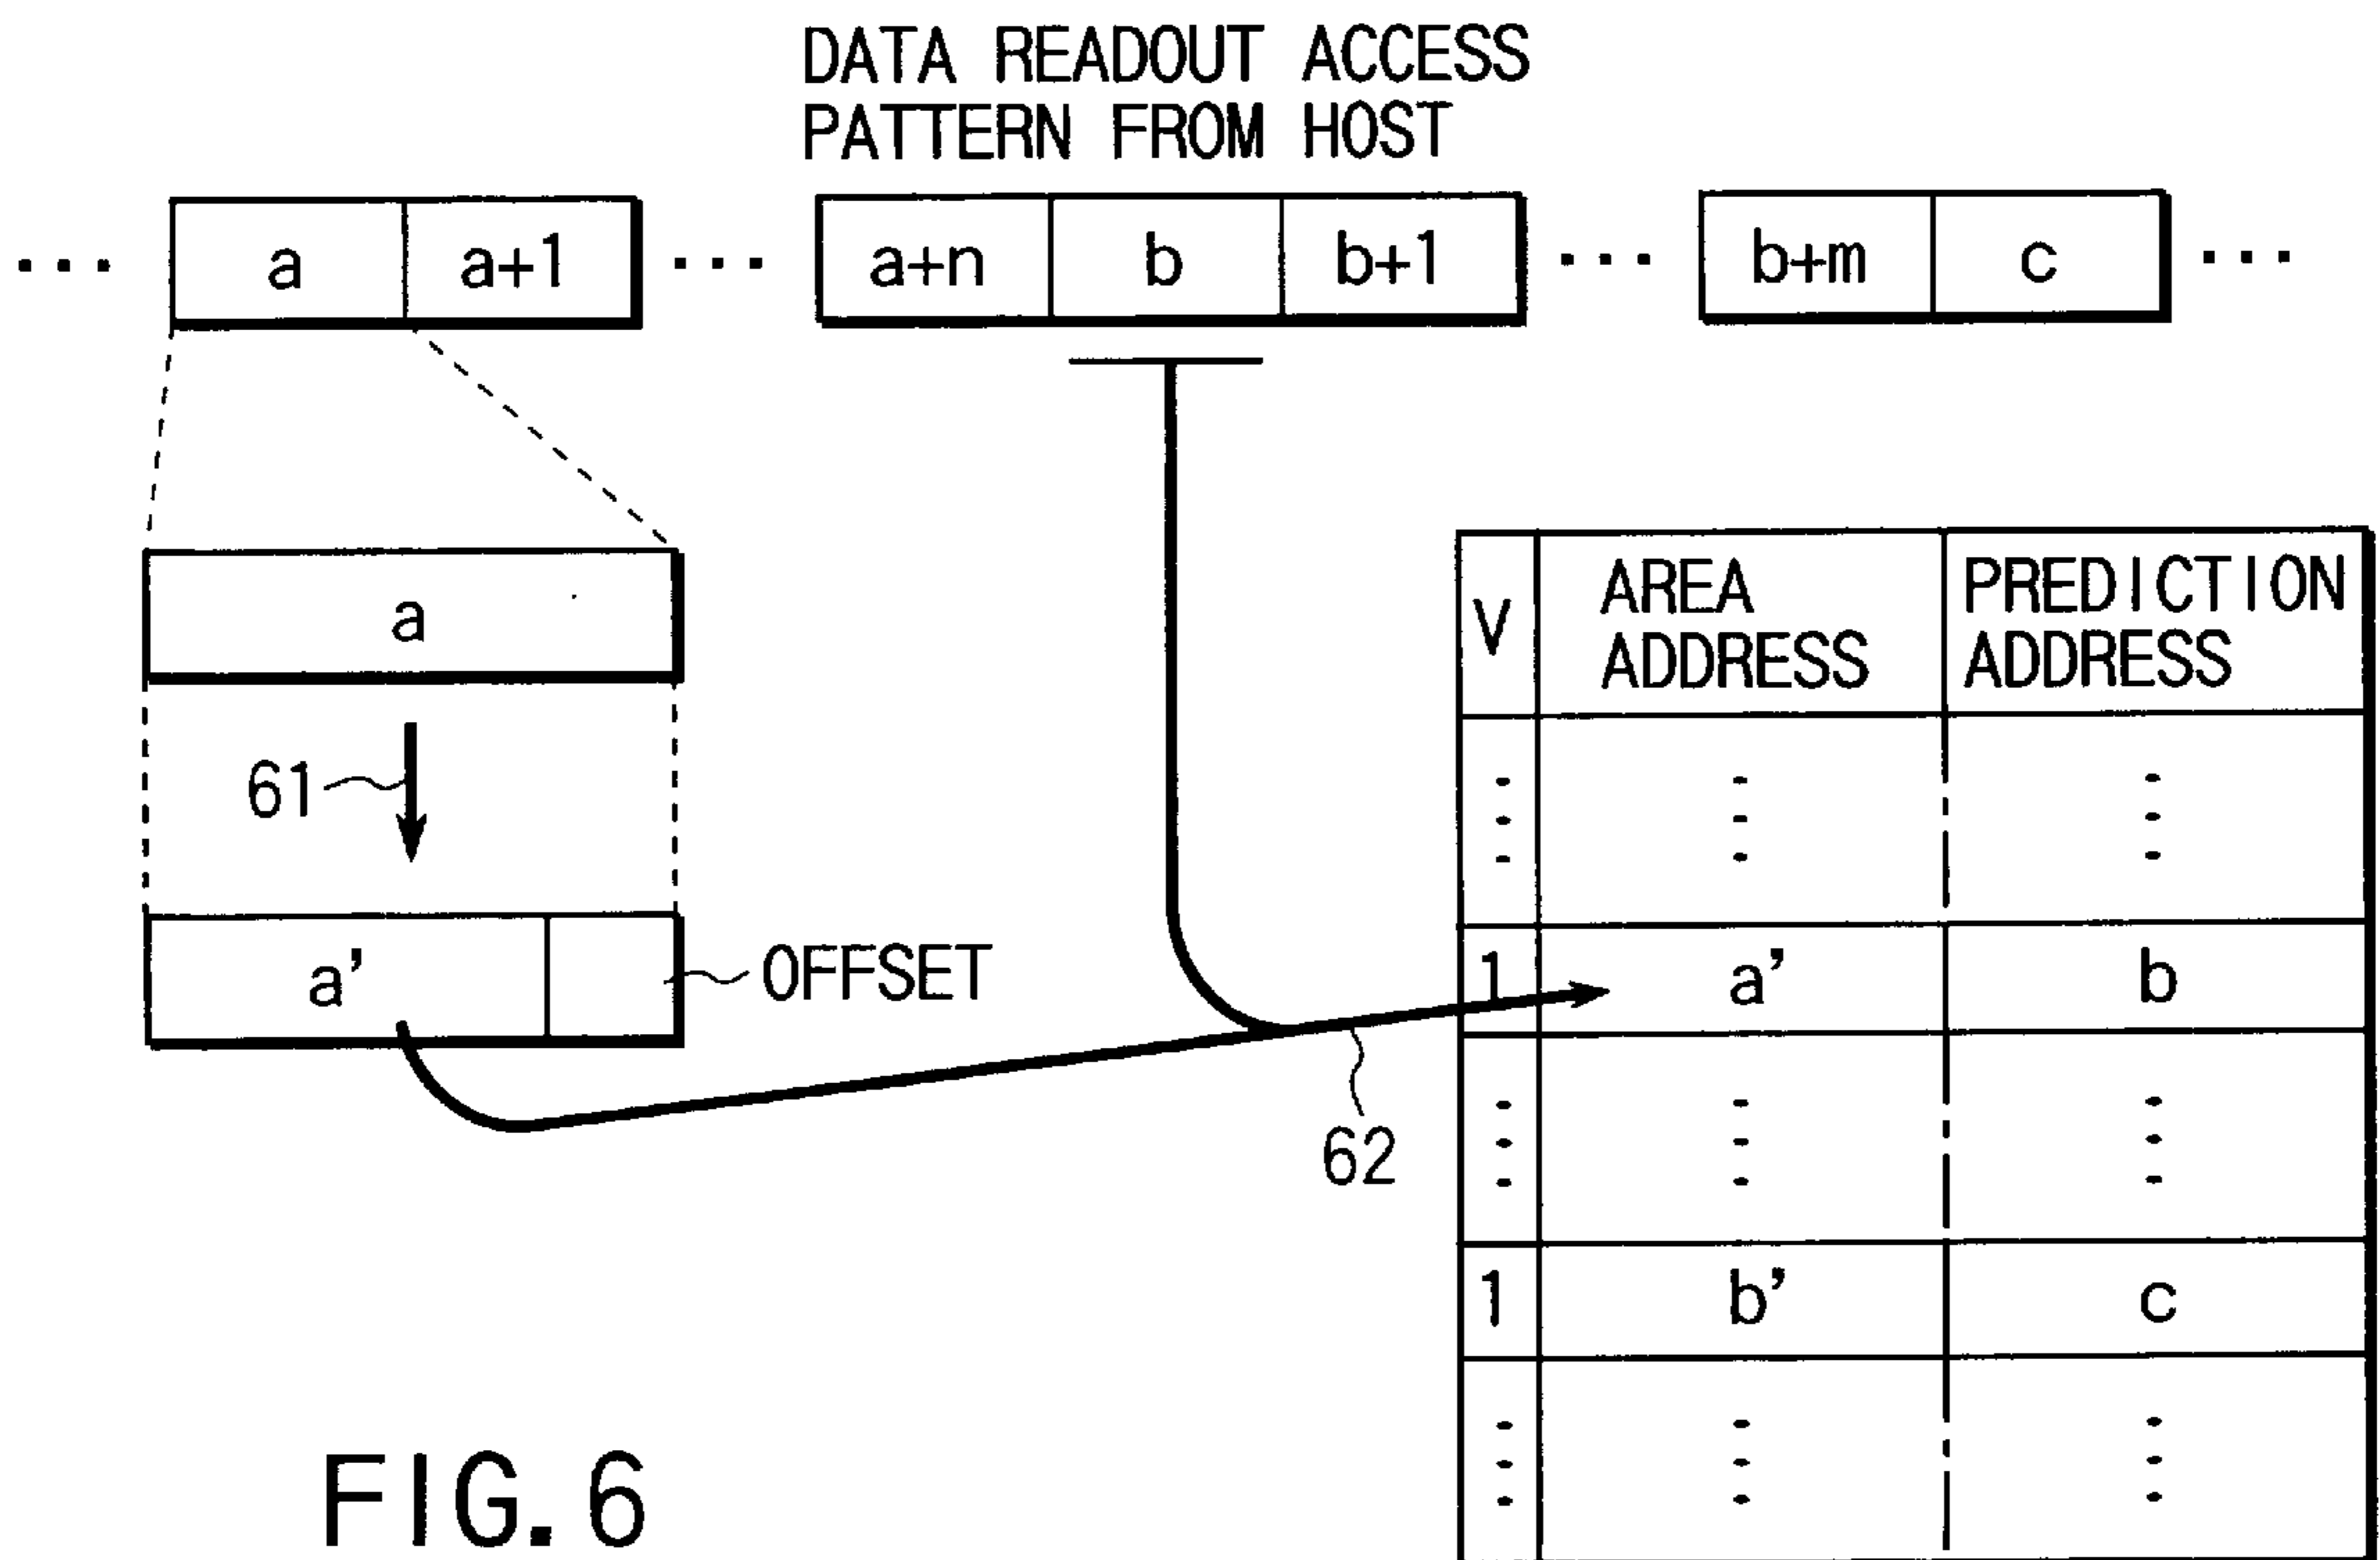 DATA READOUT ACCESS
PATTERN FROM HOST
... a a+1 ... a+n b b+1 ... b+m c ...
a
61
a' OFFSET
62
V AREA ADDRESS PREDICTION ADDRESS
1 a' b
1 b' c
FIG. 6